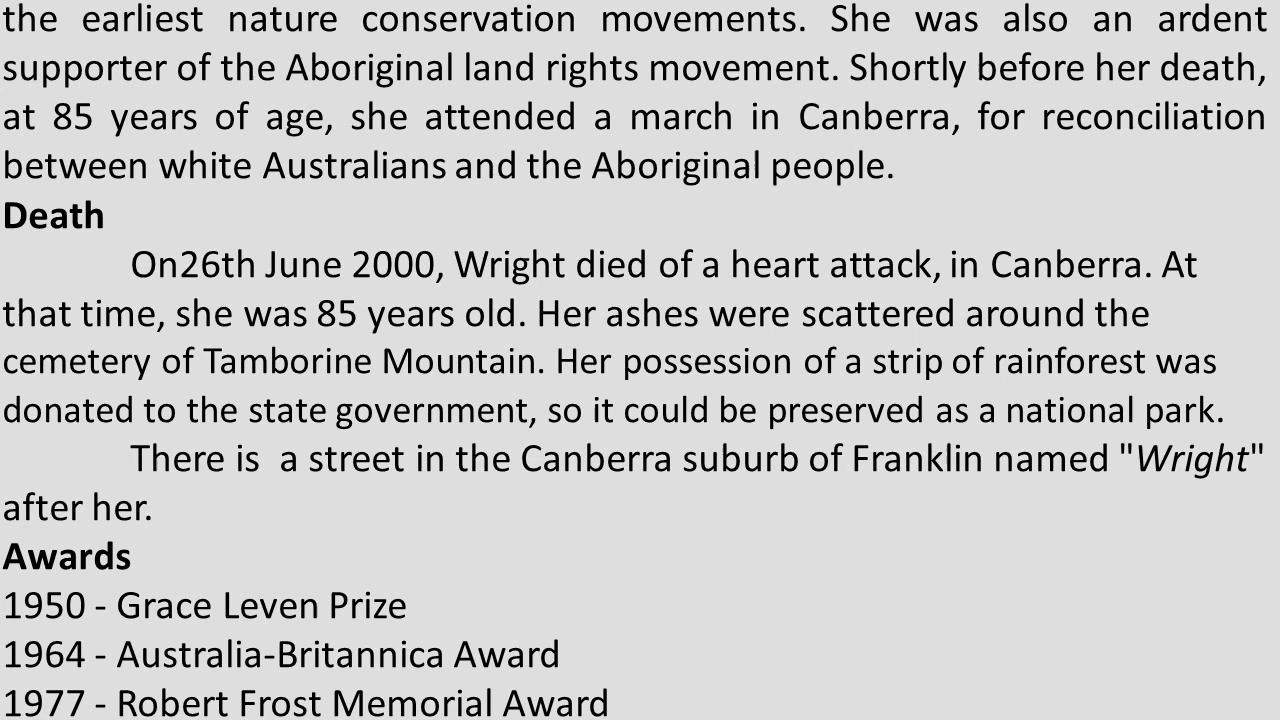 the earliest nature conservation movements. She was also an ardent
supporter of the Aboriginal land rights movement. Shortly before her death,
at 85 years of age, she attended a march in Canberra, for reconciliation
between white Australians and the Aboriginal people.
Death
On26th June 2000, Wright died of a heart attack, in Canberra. At
that time, she was 85 years old. Her ashes were scattered around the
cemetery of Tamborine Mountain. Her possession of a strip of rainforest was
donated to the state government, so it could be preserved as a national park.
There is  a street in the Canberra suburb of Franklin named "Wright"
after her.
Awards
1950 - Grace Leven Prize
1964 - Australia-Britannica Award
1977 - Robert Frost Memorial Award